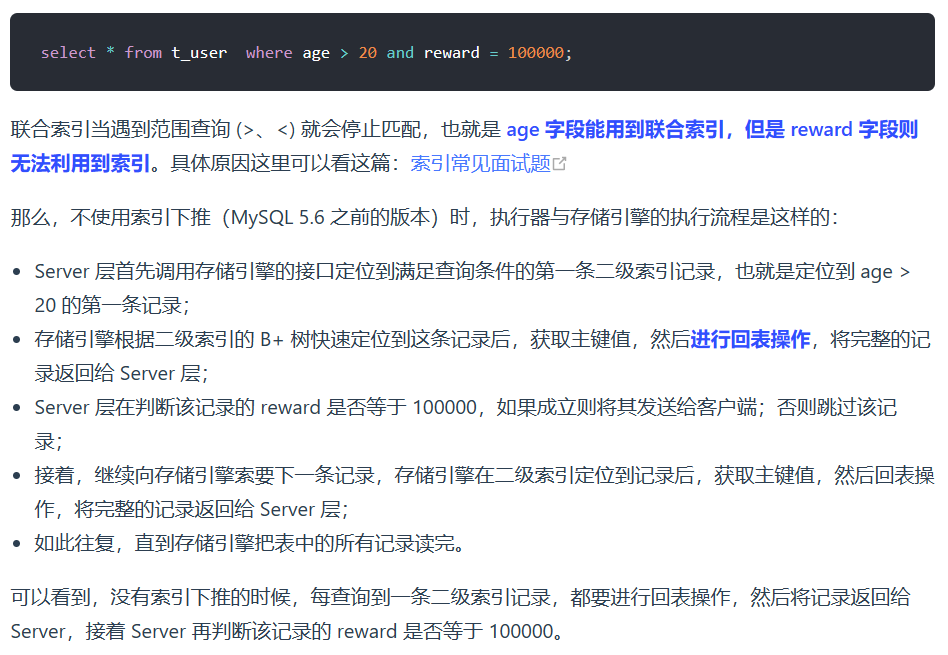 select * from t_user  where age > 20 and reward = 100000;
联合索引当遇到范围查询 (>、<) 就会停止匹配，也就是 age 字段能用到联合索引，但是 reward 字段则
无法利用到索引。具体原因这里可以看这篇：索引常见面试题
那么，不使用索引下推（MySQL 5.6 之前的版本）时，执行器与存储引擎的执行流程是这样的：
• Server 层首先调用存储引擎的接口定位到满足查询条件的第一条二级索引记录，也就是定位到 age >
20 的第一条记录；
• 存储引擎根据二级索引的 B+ 树快速定位到这条记录后，获取主键值，然后进行回表操作，将完整的记
录返回给 Server 层；
• Server 层在判断该记录的 reward 是否等于 100000，如果成立则将其发送给客户端；否则跳过该记
录；
• 接着，继续向存储引擎索要下一条记录，存储引擎在二级索引定位到记录后，获取主键值，然后回表操
作，将完整的记录返回给 Server 层；
• 如此往复，直到存储引擎把表中的所有记录读完。
可以看到，没有索引下推的时候，每查询到一条二级索引记录，都要进行回表操作，然后将记录返回给
Server，接着 Server 再判断该记录的 reward 是否等于 100000。